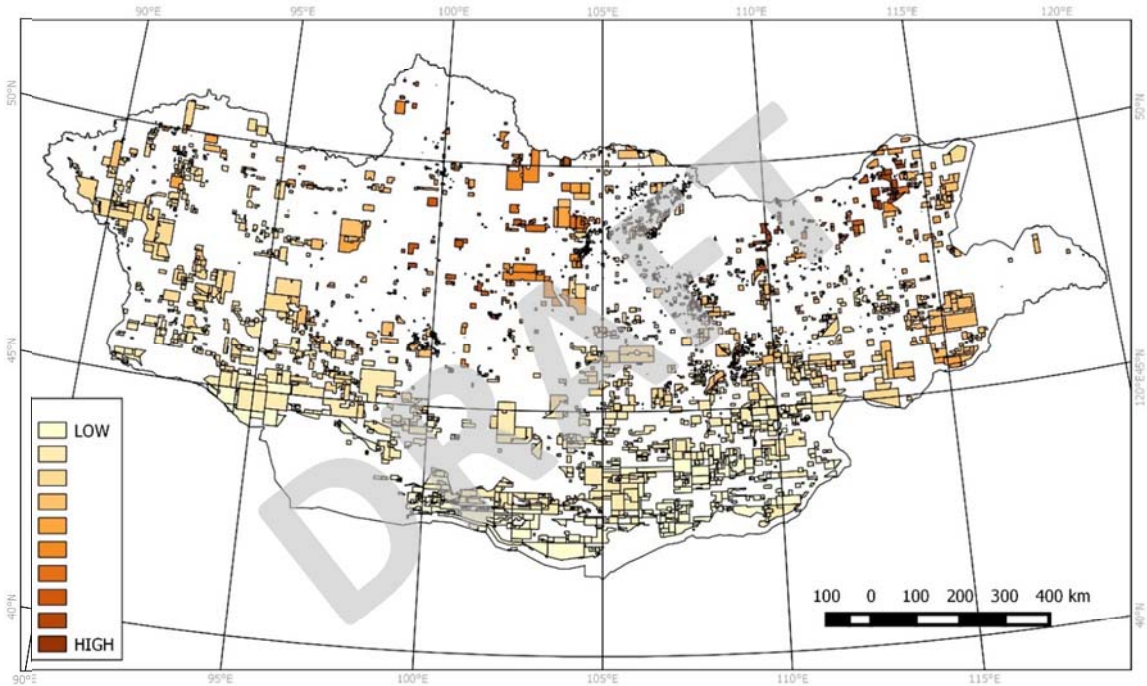 90°E 95°E 100°E 105°E 110°E 115°E 120°E
50°N 50°N
45°N 120°E 45°N
40°N 40°N
DRAFT
LOW
HIGH
100 0 100 200 300 400 km
90°E 95°E 100°E 105°E 110°E 115°E